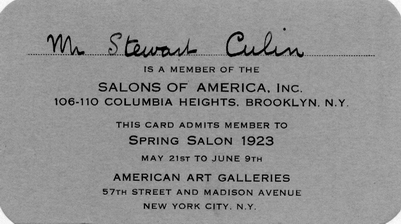 Mr Stewart Culin
IS A MEMBER OF THE
SALONS OF AMERICA, INC.
106-110 COLUMBIA HEIGHTS, BROOKLYN, N.Y.
THIS CARD ADMITS MEMBER TO
SPRING SALON 1923
MAY 21ST TO JUNE 9TH
AMERICAN ART GALLERIES
57TH STREET AND MADISON AVENUE
NEW YORK CITY. N.Y.